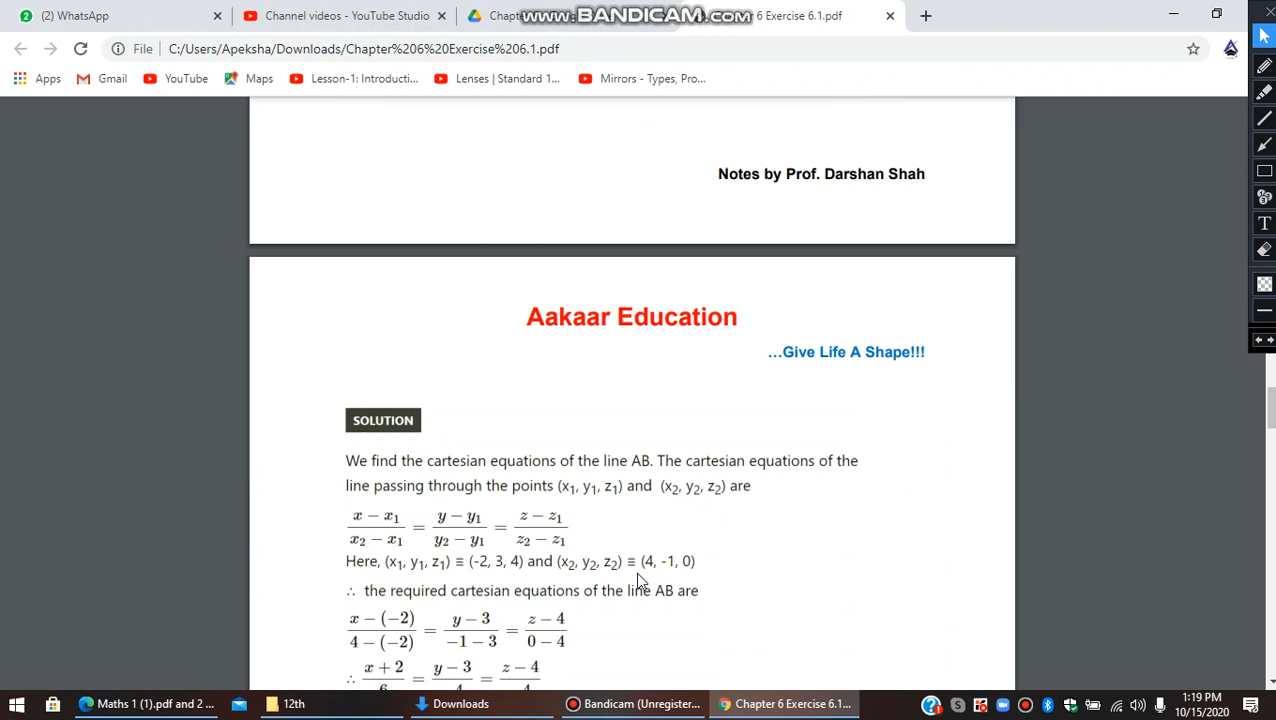 (2) WhatsApp
Channel videos - YouTube Studio
Chapt
www.BANDICAM.com
6 Exercise 6.1.pdf
File
C:/Users/Apeksha/Downloads/Chapter%206%20Exercise%206.1.pdf
Apps
Gmail
YouTube
Maps
Lesson-1: Introducti...
Lenses | Standard 1...
Mirrors - Types, Pro...
Notes by Prof. Darshan Shah
Aakaar Education
...Give Life A Shape!!!
SOLUTION
We find the cartesian equations of the line AB. The cartesian equations of the
line passing through the points (x₁, y₁, z₁) and (x₂, y₂, z₂) are
x − x₁ / x₂ − x₁ = y − y₁ / y₂ − y₁ = z − z₁ / z₂ − z₁
Here, (x₁, y₁, z₁) ≡ (-2, 3, 4) and (x₂, y₂, z₂) ≡ (4, -1, 0)
∴ the required cartesian equations of the line AB are
x − (−2) / 4 − (−2) = y − 3 / −1 − 3 = z − 4 / 0 − 4
∴ x + 2 / 6 = y − 3 / = z − 4 /
Maths 1 (1).pdf and 2 ...
12th
Downloads
Bandicam (Unregister...
Chapter 6 Exercise 6.1...
1:19 PM
10/15/2020